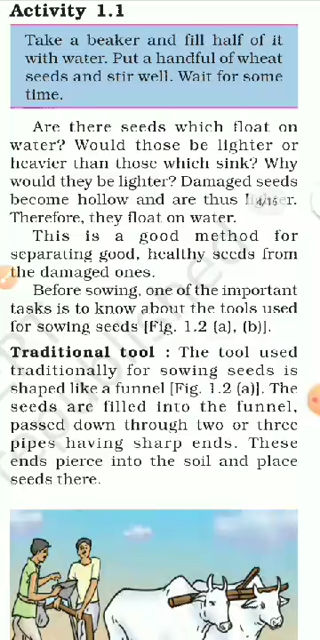 Activity 1.1
Take a beaker and fill half of it
with water. Put a handful of wheat
seeds and stir well. Wait for some
time.
Are there seeds which float on
water? Would those be lighter or
heavier than those which sink? Why
would they be lighter? Damaged seeds
become hollow and are thus
4/16
Therefore, they float on water.
This is a good method for
separating good, healthy seeds from
the damaged ones.
Before sowing, one of the important
tasks is to know about the tools used
for sowing seeds [Fig. 1.2 (a), (b)].
Traditional tool : The tool used
traditionally for sowing seeds is
shaped like a funnel [Fig. 1.2 (a)]. The
seeds are filled into the funnel,
passed down through two or three
pipes having sharp ends. These
ends pierce into the soil and place
seeds there.